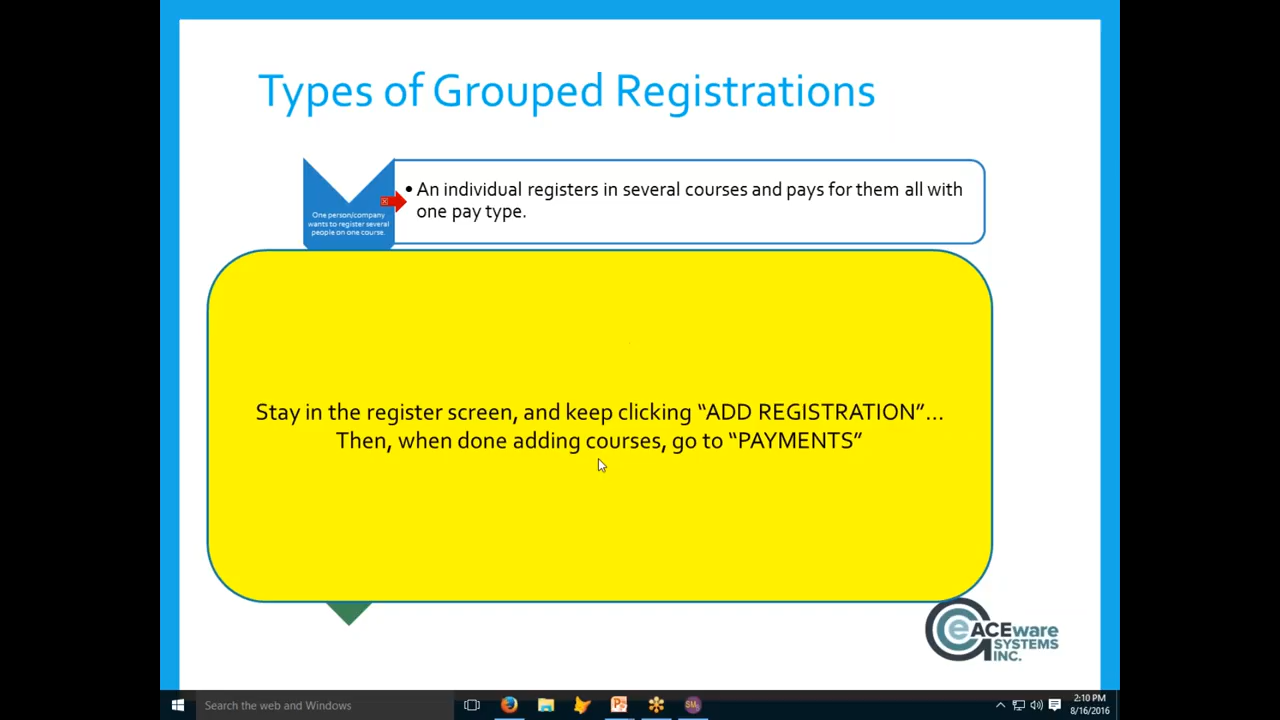 Types of Grouped Registrations
One person/company
wants to register several
people on one course.
• An individual registers in several courses and pays for them all with
one pay type.
Stay in the register screen, and keep clicking “ADD REGISTRATION”...
Then, when done adding courses, go to “PAYMENTS”
e ACEware
SYSTEMS
INC.
Search the web and Windows
2:10 PM
8/16/2016